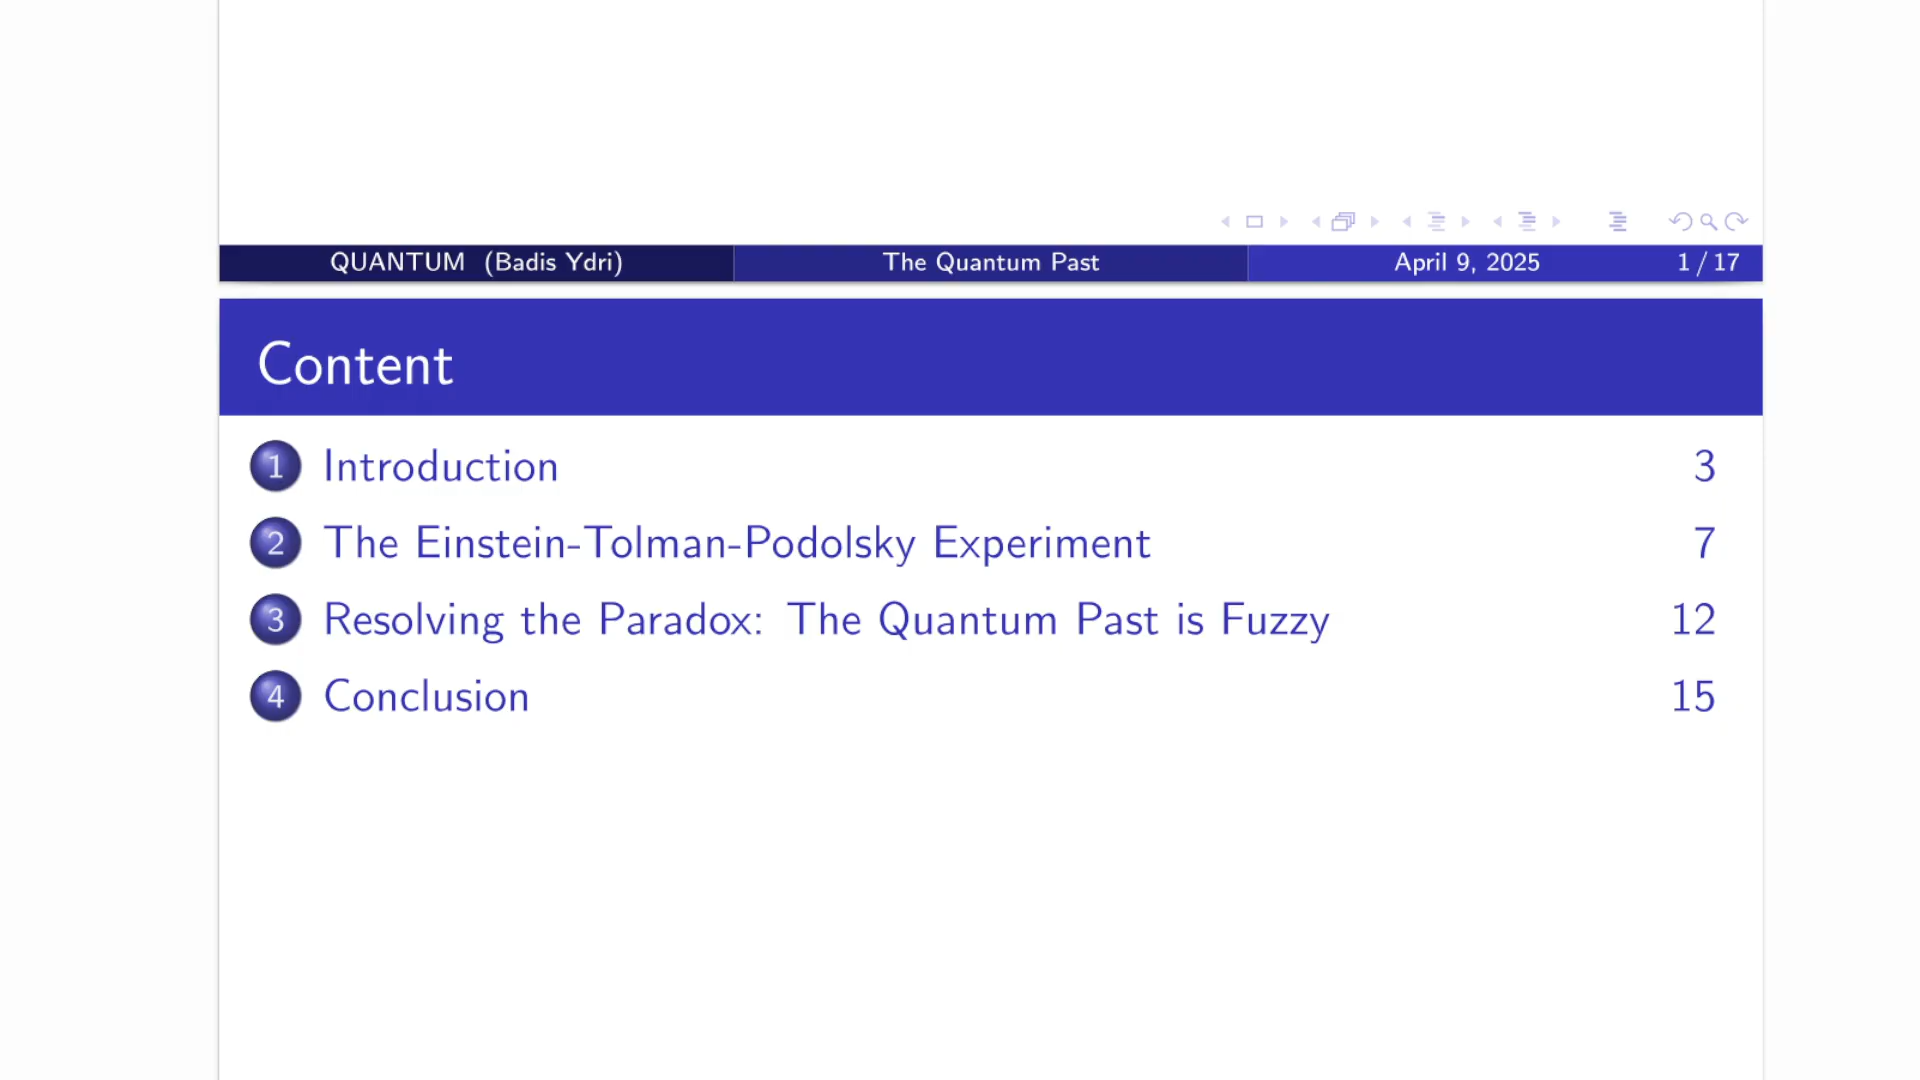 QUANTUM (Badis Ydri) The Quantum Past April 9, 2025 1 / 17
Content
1 Introduction 3
2 The Einstein-Tolman-Podolsky Experiment 7
3 Resolving the Paradox: The Quantum Past is Fuzzy 12
4 Conclusion 15